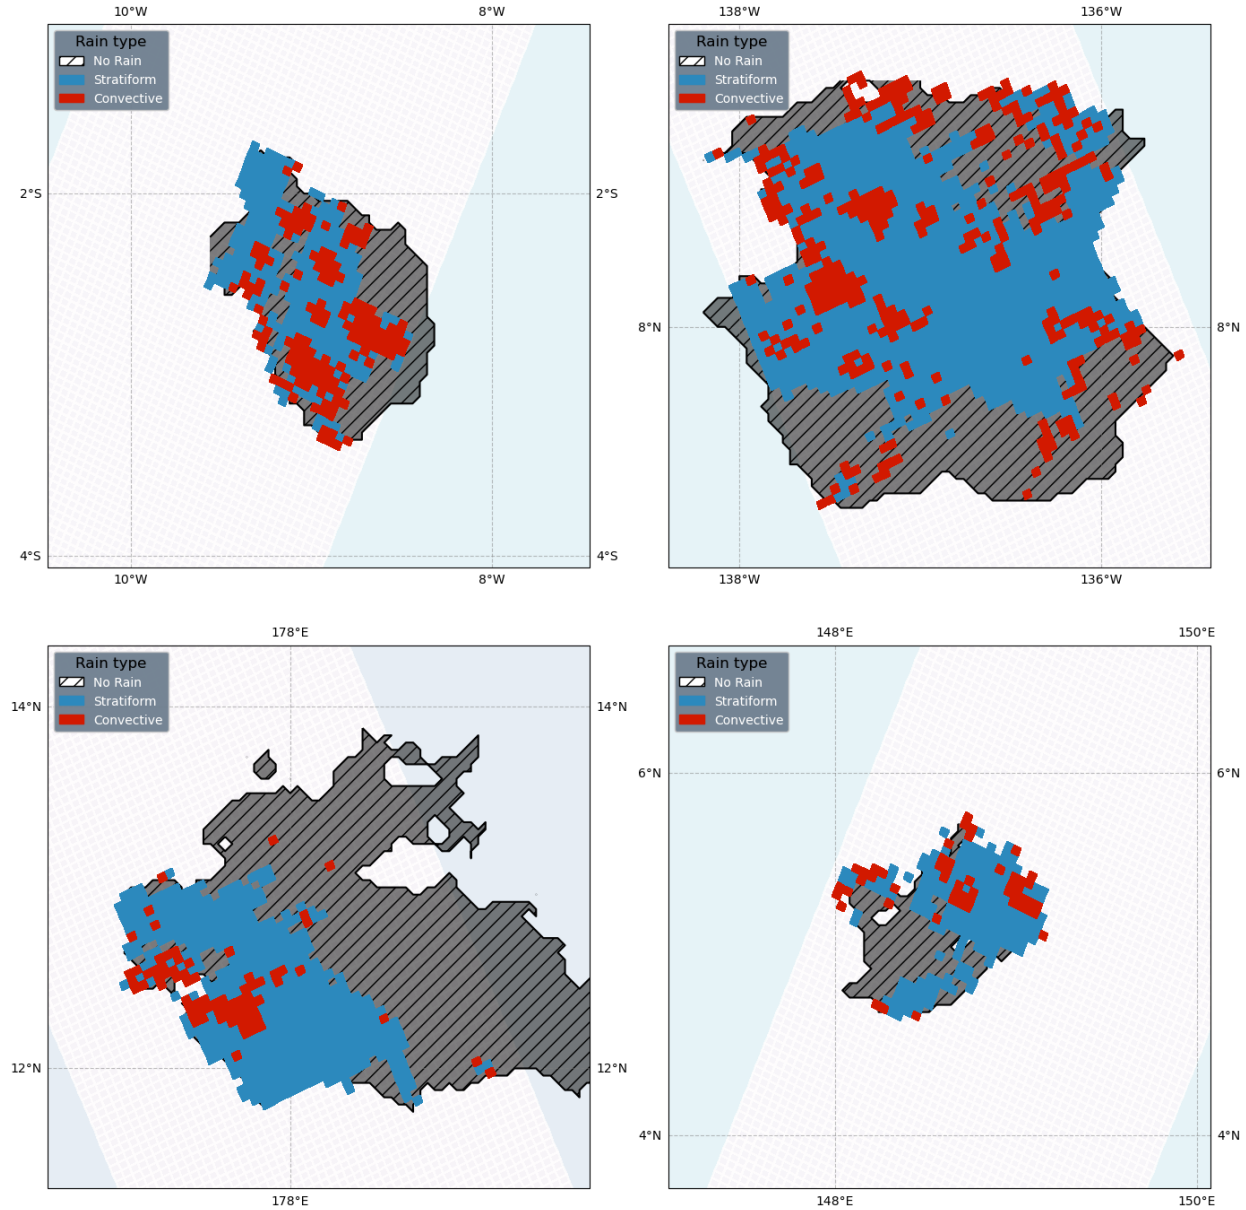 10°W 8°W
Rain type
No Rain
Stratiform
Convective
2°S 2°S
4°S 4°S
10°W 8°W
138°W 136°W
Rain type
No Rain
Stratiform
Convective
8°N 8°N
138°W 136°W
178°E
Rain type
No Rain
Stratiform
Convective
14°N 14°N
12°N 12°N
178°E
148°E 150°E
Rain type
No Rain
Stratiform
Convective
6°N 6°N
4°N 4°N
148°E 150°E